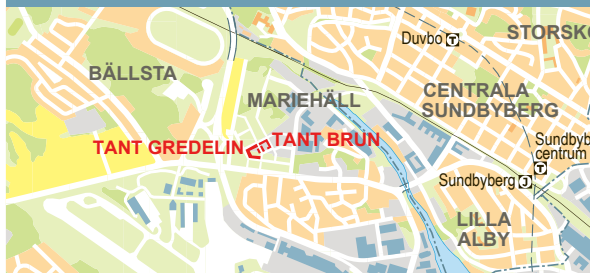 STORSK
Duvbo T
BÄLLSTA
CENTRALA
SUNDBYBERG
MARIEHÄLL
TANT GREDELIN
TANT BRUN
Sundbyb
centrum
T
Sundbyberg J
LILLA
ALBY